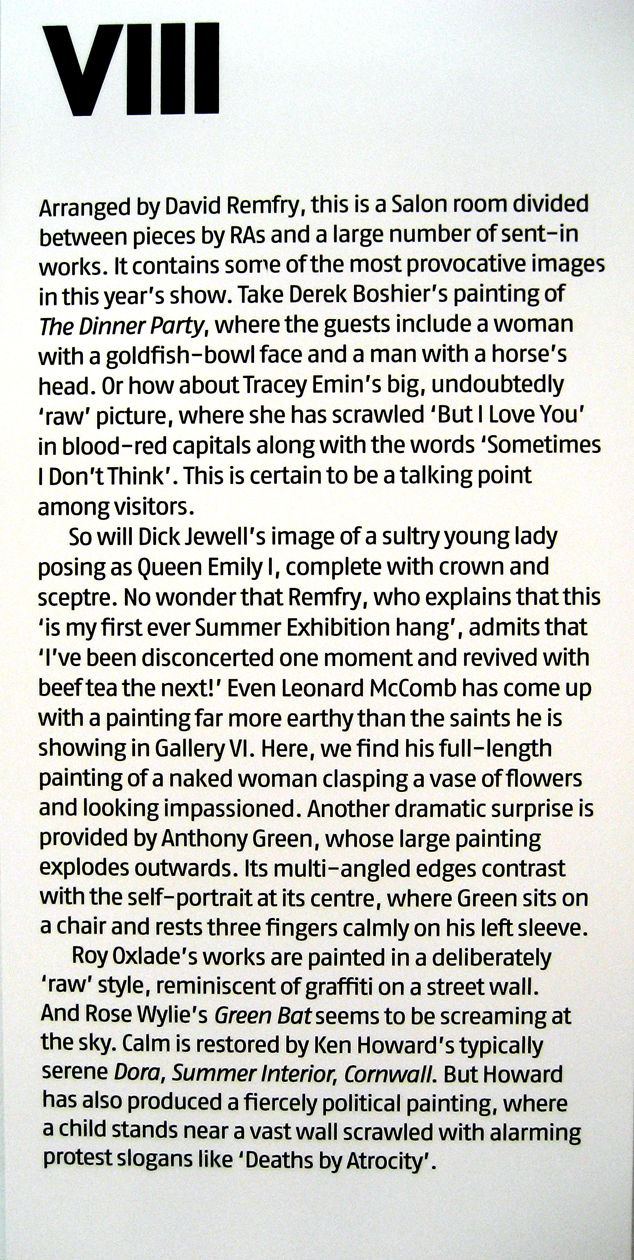 VIII
Arranged by David Remfry, this is a Salon room divided
between pieces by RAs and a large number of sent-in
works. It contains some of the most provocative images
in this year's show. Take Derek Boshier's painting of
The Dinner Party, where the guests include a woman
with a goldfish-bowl face and a man with a horse's
head. Or how about Tracey Emin's big, undoubtedly
'raw' picture, where she has scrawled 'But I Love You'
in blood-red capitals along with the words 'Sometimes
I Don't Think'. This is certain to be a talking point
among visitors.
So will Dick Jewell's image of a sultry young lady
posing as Queen Emily I, complete with crown and
sceptre. No wonder that Remfry, who explains that this
'is my first ever Summer Exhibition hang', admits that
'I've been disconcerted one moment and revived with
beef tea the next!' Even Leonard McComb has come up
with a painting far more earthy than the saints he is
showing in Gallery VI. Here, we find his full-length
painting of a naked woman clasping a vase of flowers
and looking impassioned. Another dramatic surprise is
provided by Anthony Green, whose large painting
explodes outwards. Its multi-angled edges contrast
with the self-portrait at its centre, where Green sits on
a chair and rests three fingers calmly on his left sleeve.
Roy Oxlade's works are painted in a deliberately
'raw' style, reminiscent of graffiti on a street wall.
And Rose Wylie's Green Bat seems to be screaming at
the sky. Calm is restored by Ken Howard's typically
serene Dora, Summer Interior, Cornwall. But Howard
has also produced a fiercely political painting, where
a child stands near a vast wall scrawled with alarming
protest slogans like 'Deaths by Atrocity'.